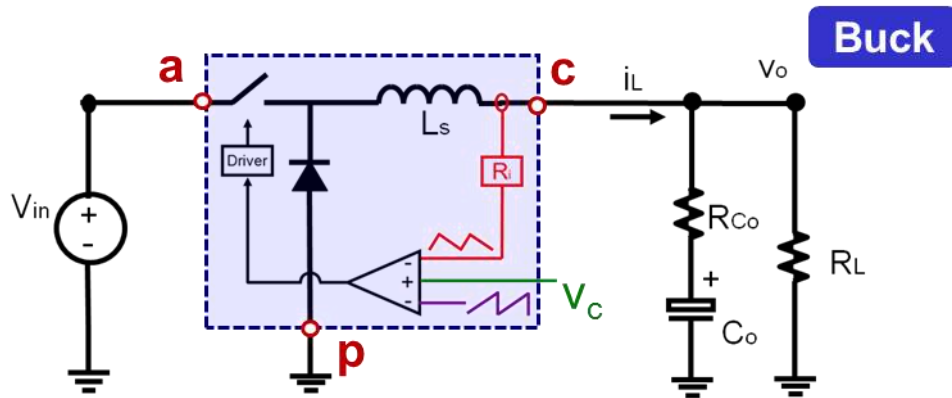 Buck
a
c
iL
vo
Ls
Driver
Ri
Vin
+
-
RCo
RL
-
+
-
Vc
+
Co
p